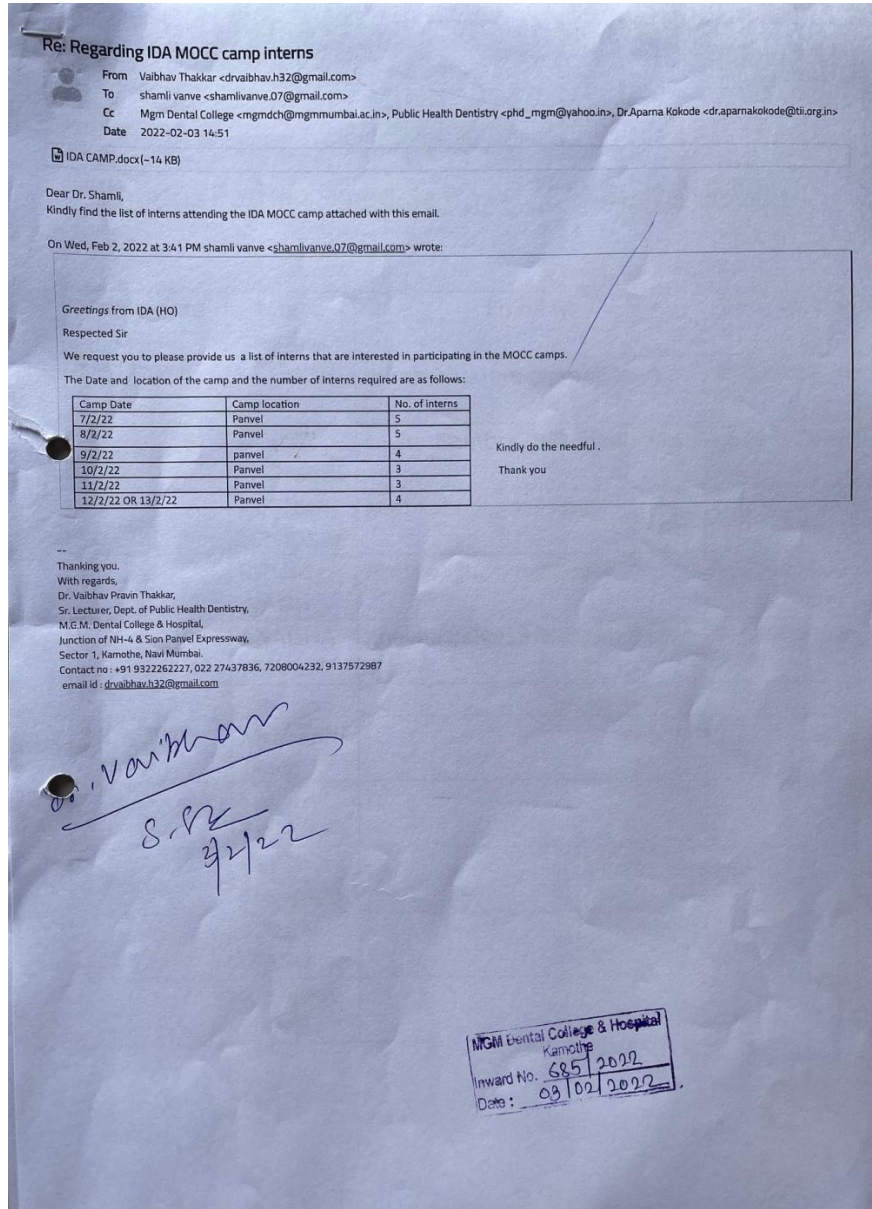 Re: Regarding IDA MOCC camp interns
From Vaibhav Thakkar <drvaibhav.h32@gmail.com>
To shamli vanve <shamlivanve.07@gmail.com>
Cc Mgm Dental College <mgmdch@mgmmumbai.ac.in>, Public Health Dentistry <phd_mgm@yahoo.in>, Dr.Aparna Kokode <dr.aparnakokode@tii.org.in>
Date 2022-02-03 14:51
IDA CAMP.docx (~14 KB)
Dear Dr. Shamli,
Kindly find the list of interns attending the IDA MOCC camp attached with this email.
On Wed, Feb 2, 2022 at 3:41 PM shamli vanve <shamlivanve.07@gmail.com> wrote:
Greetings from IDA (HO)
Respected Sir
We request you to please provide us a list of interns that are interested in participating in the MOCC camps.
The Date and location of the camp and the number of interns required are as follows:
Camp Date Camp location No. of interns
7/2/22 Panvel 5
8/2/22 Panvel 5
9/2/22 panvel 4
10/2/22 Panvel 3
11/2/22 Panvel 3
12/2/22 OR 13/2/22 Panvel 4
Kindly do the needful .
Thank you
--
Thanking you.
With regards,
Dr. Vaibhav Pravin Thakkar,
Sr. Lecturer, Dept. of Public Health Dentistry,
M.G.M. Dental College & Hospital,
Junction of NH-4 & Sion Panvel Expressway,
Sector 1, Kamothe, Navi Mumbai.
Contact no : +91 9322262227, 022 27437836, 7208004232, 9137572987
email id : drvaibhav.h32@gmail.com
Dr. Vaibhav
3/2/22
MGM Dental College & Hospital
Kamothe
Inward No. 685/2022
Date : 03/02/2022